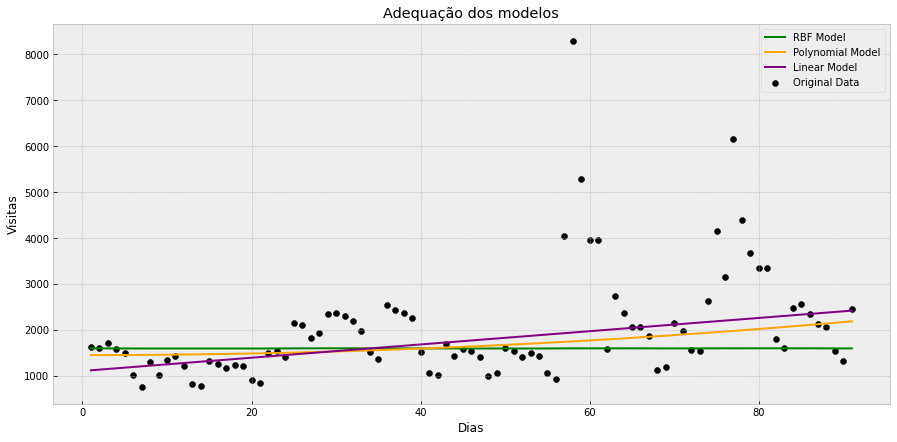 Adequação dos modelos
RBF Model
Polynomial Model
Linear Model
Original Data
Visitas
8000
7000
6000
5000
4000
3000
2000
1000
0
20
40
60
80
Dias